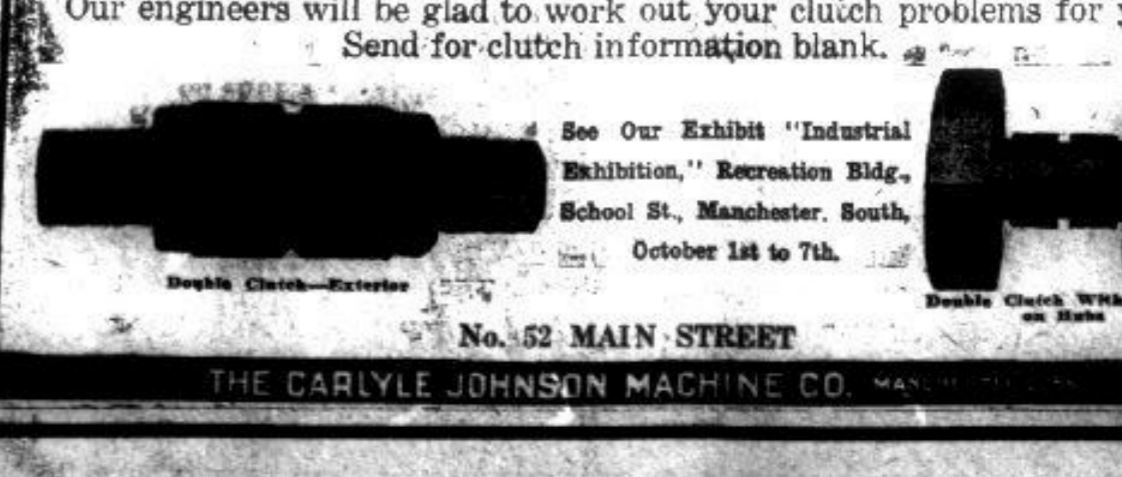 Our engineers will be glad to work out your clutch problems for
Send for clutch information blank.
See Our Exhibit "Industrial
Exhibition," Recreation Bldg.,
School St., Manchester. South,
October 1st to 7th.
Double Clutch—Exterior
Double Clutch With
on Hubs
No. 52 MAIN STREET
THE CARLYLE JOHNSON MACHINE CO.